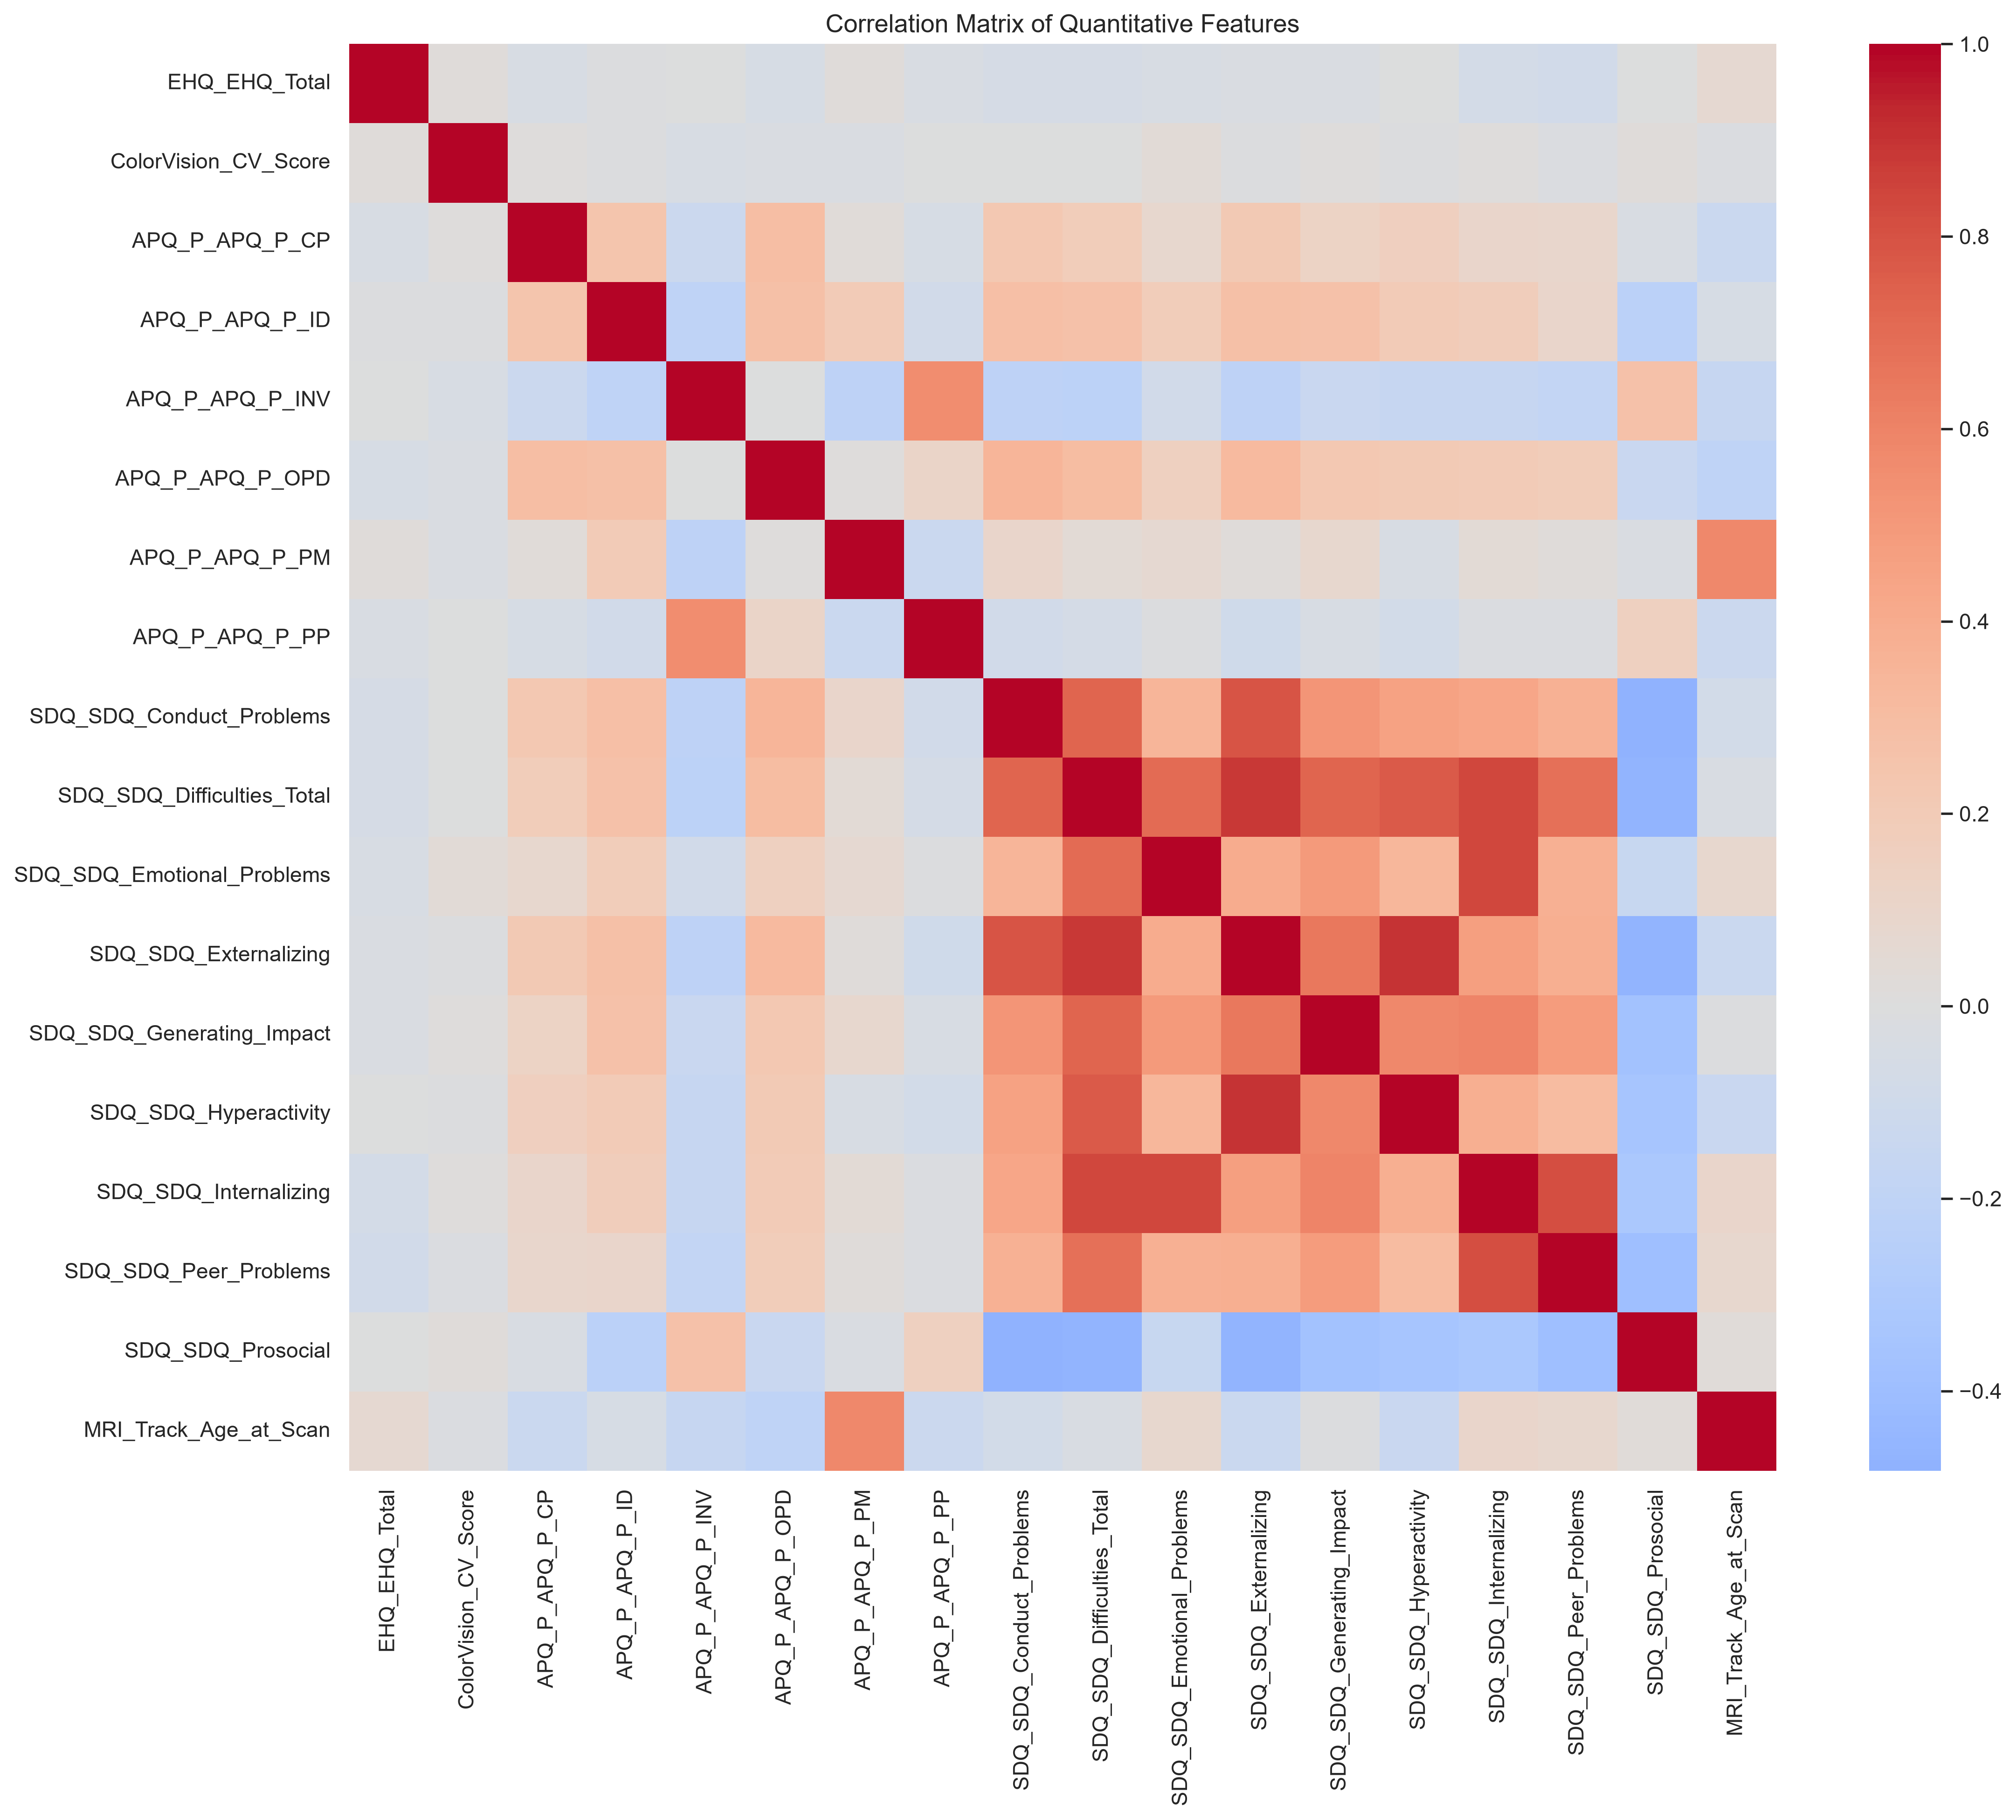 Correlation Matrix of Quantitative Features
EHQ_EHQ_Total
ColorVision_CV_Score
APQ_P_APQ_P_CP
APQ_P_APQ_P_ID
APQ_P_APQ_P_INV
APQ_P_APQ_P_OPD
APQ_P_APQ_P_PM
APQ_P_APQ_P_PP
SDQ_SDQ_Conduct_Problems
SDQ_SDQ_Difficulties_Total
SDQ_SDQ_Emotional_Problems
SDQ_SDQ_Externalizing
SDQ_SDQ_Generating_Impact
SDQ_SDQ_Hyperactivity
SDQ_SDQ_Internalizing
SDQ_SDQ_Peer_Problems
SDQ_SDQ_Prosocial
MRI_Track_Age_at_Scan
EHQ_EHQ_Total
ColorVision_CV_Score
APQ_P_APQ_P_CP
APQ_P_APQ_P_ID
APQ_P_APQ_P_INV
APQ_P_APQ_P_OPD
APQ_P_APQ_P_PM
APQ_P_APQ_P_PP
SDQ_SDQ_Conduct_Problems
SDQ_SDQ_Difficulties_Total
SDQ_SDQ_Emotional_Problems
SDQ_SDQ_Externalizing
SDQ_SDQ_Generating_Impact
SDQ_SDQ_Hyperactivity
SDQ_SDQ_Internalizing
SDQ_SDQ_Peer_Problems
SDQ_SDQ_Prosocial
MRI_Track_Age_at_Scan
1.0
0.8
0.6
0.4
0.2
0.0
−0.2
−0.4